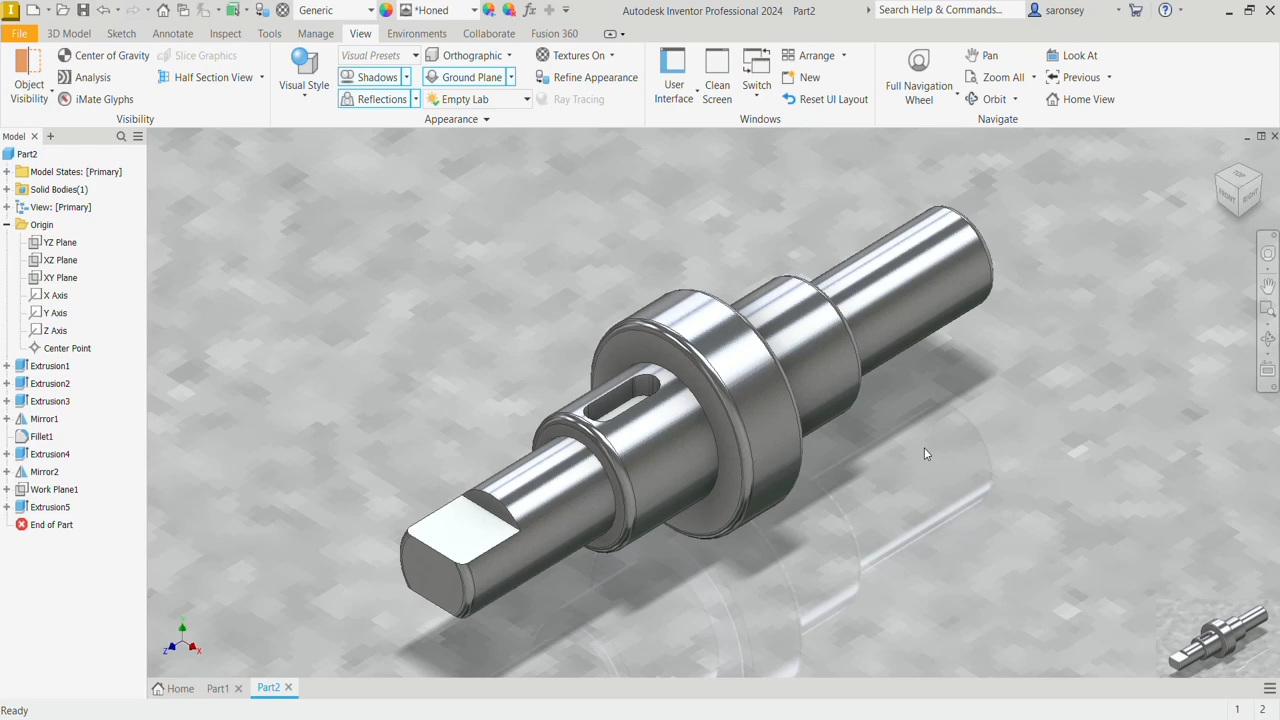 Generic
*Honed
Autodesk Inventor Professional 2024 Part2
Search Help & Commands...
saronsey
File 3D Model Sketch Annotate Inspect Tools Manage View Environments Collaborate Fusion 360
Object Visibility
Center of Gravity
Slice Graphics
Analysis
Half Section View
iMate Glyphs
Visibility
Visual Style
Visual Presets
Orthographic
Textures On
Shadows
Ground Plane
Refine Appearance
Reflections
Empty Lab
Ray Tracing
Appearance
User Interface
Clean Screen
Switch
Arrange
New
Reset UI Layout
Windows
Full Navigation Wheel
Pan
Look At
Zoom All
Previous
Orbit
Home View
Navigate
Model
Part2
Model States: [Primary]
Solid Bodies(1)
View: [Primary]
Origin
YZ Plane
XZ Plane
XY Plane
X Axis
Y Axis
Z Axis
Center Point
Extrusion1
Extrusion2
Extrusion3
Mirror1
Fillet1
Extrusion4
Mirror2
Work Plane1
Extrusion5
End of Part
TOP
FRONT
RIGHT
Z
X
Home Part1 Part2
Ready
1 2